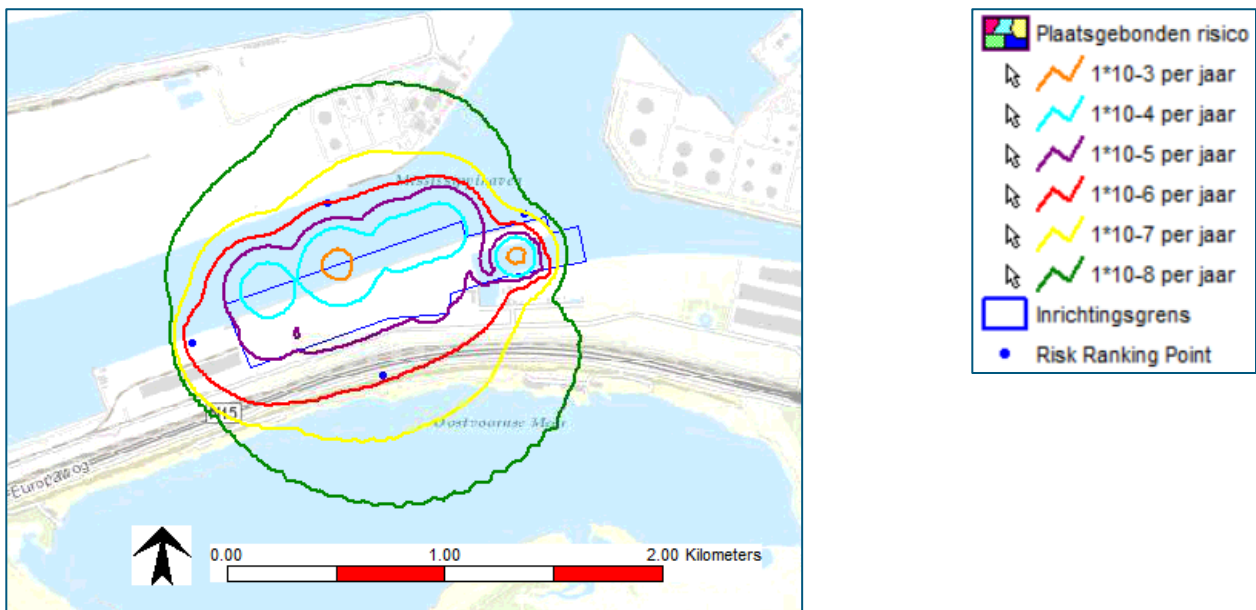 Mississippihaven
N15
Oostvoornse Meer
Europaweg
0.00 1.00 2.00 Kilometers
Plaatsgebonden risico
1*10-3 per jaar
1*10-4 per jaar
1*10-5 per jaar
1*10-6 per jaar
1*10-7 per jaar
1*10-8 per jaar
Inrichtingsgrens
Risk Ranking Point